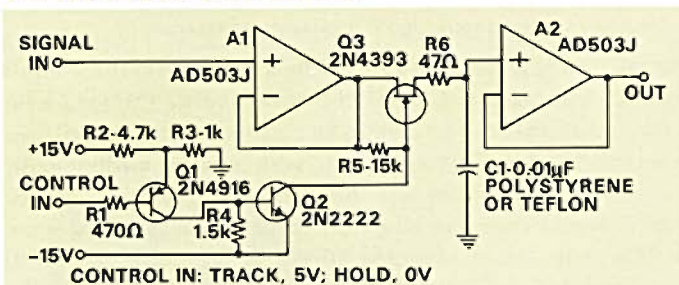 SIGNAL
IN
A1
AD503J
Q3
2N4393
R6
47Ω
A2
AD503J
OUT
R2-4.7k
R3-1k
+15V
Q1
2N4916
R5-15k
CONTROL
IN
R1
470Ω
R4
1.5k
Q2
2N2222
C1-0.01µF
POLYSTYRENE
OR TEFLON
-15V
CONTROL IN: TRACK, 5V; HOLD, 0V